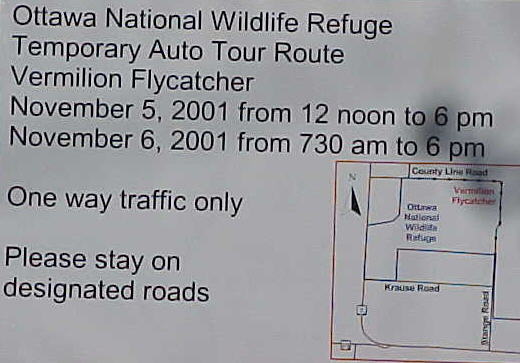 Ottawa National Wildlife Refuge
Temporary Auto Tour Route
Vermilion Flycatcher
November 5, 2001 from 12 noon to 6 pm
November 6, 2001 from 730 am to 6 pm
One way traffic only
Please stay on
designated roads
County Line Road
N
Vermilion
Flycatcher
Ottawa
National
Wildlife
Refuge
Krause Road
Stange Road